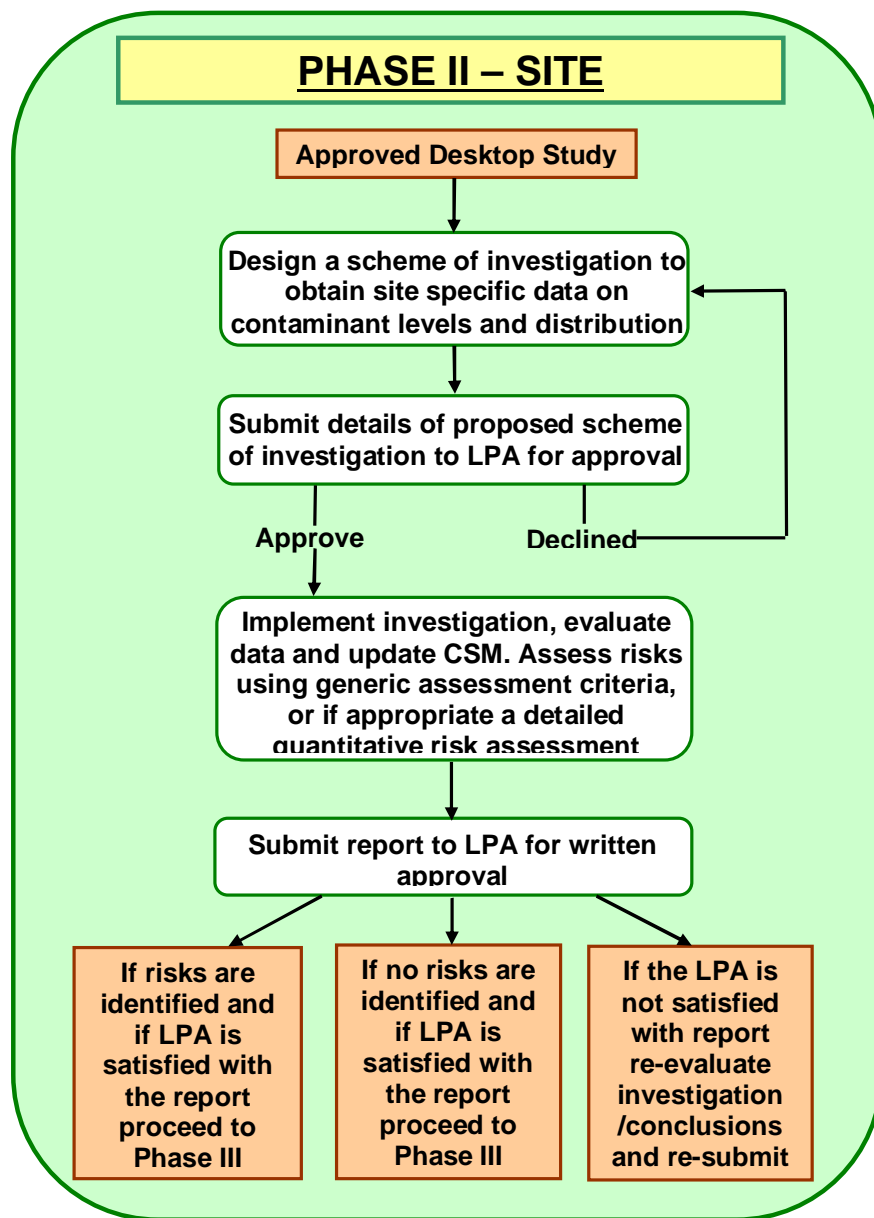 PHASE II – SITE
Approved Desktop Study
Design a scheme of investigation to
obtain site specific data on
contaminant levels and distribution
Submit details of proposed scheme
of investigation to LPA for approval
Approve
Declined
Implement investigation, evaluate
data and update CSM. Assess risks
using generic assessment criteria,
or if appropriate a detailed
quantitative risk assessment
Submit report to LPA for written
approval
If risks are
identified and
if LPA is
satisfied with
the report
proceed to
Phase III
If no risks are
identified and
if LPA is
satisfied with
the report
proceed to
Phase III
If the LPA is
not satisfied
with report
re-evaluate
investigation
/conclusions
and re-submit